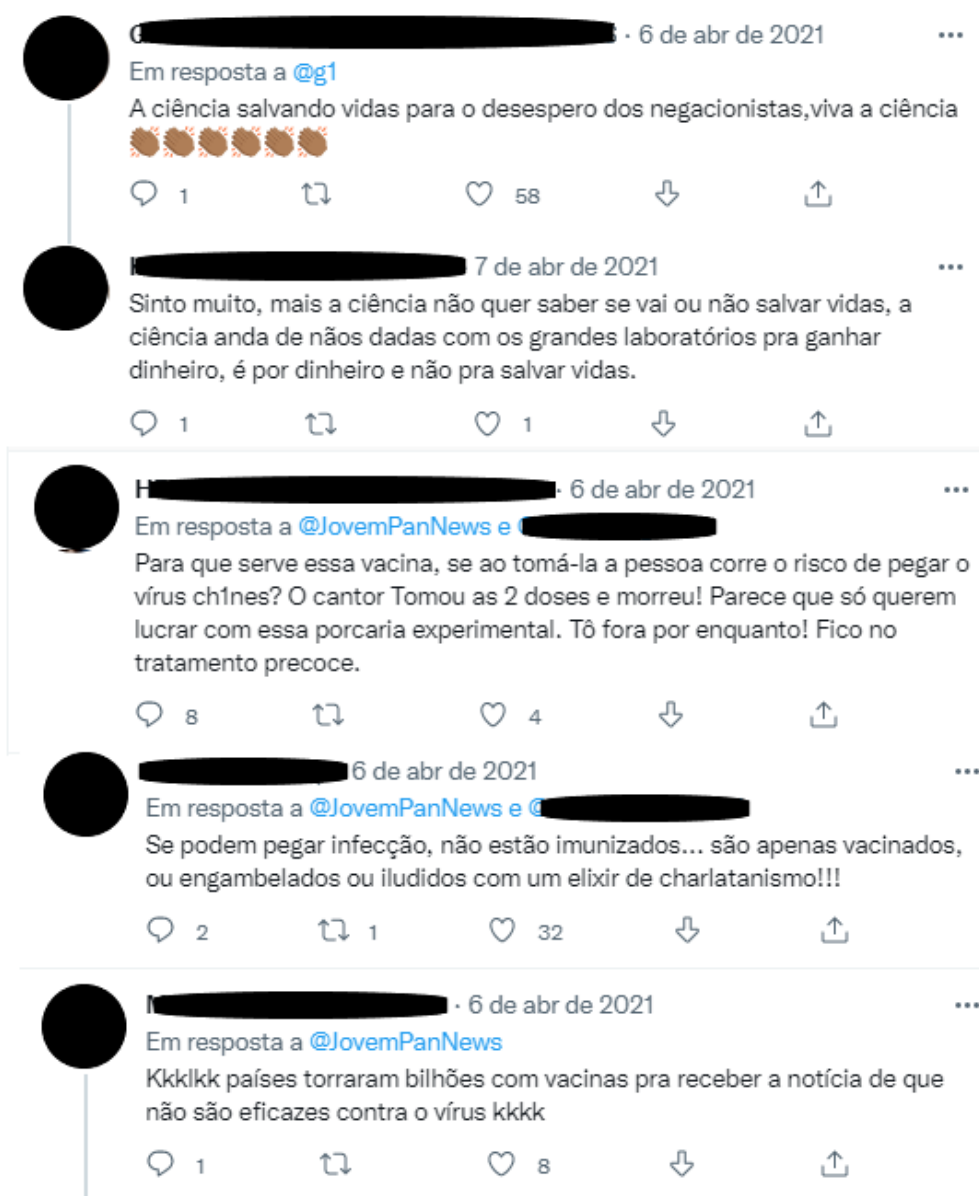 · 6 de abr de 2021
Em resposta a @g1
A ciência salvando vidas para o desespero dos negacionistas,viva a ciência
👏🏾👏🏾👏🏾👏🏾👏🏾👏🏾
1 58
7 de abr de 2021
Sinto muito, mais a ciência não quer saber se vai ou não salvar vidas, a
ciência anda de nãos dadas com os grandes laboratórios pra ganhar
dinheiro, é por dinheiro e não pra salvar vidas.
1 1
H · 6 de abr de 2021
Em resposta a @JovemPanNews e
Para que serve essa vacina, se ao tomá-la a pessoa corre o risco de pegar o
vírus ch1nes? O cantor Tomou as 2 doses e morreu! Parece que só querem
lucrar com essa porcaria experimental. Tô fora por enquanto! Fico no
tratamento precoce.
8 4
6 de abr de 2021
Em resposta a @JovemPanNews e @
Se podem pegar infecção, não estão imunizados... são apenas vacinados,
ou engambelados ou iludidos com um elixir de charlatanismo!!!
2 1 32
· 6 de abr de 2021
Em resposta a @JovemPanNews
Kkklkk países torraram bilhões com vacinas pra receber a notícia de que
não são eficazes contra o vírus kkkk
1 8